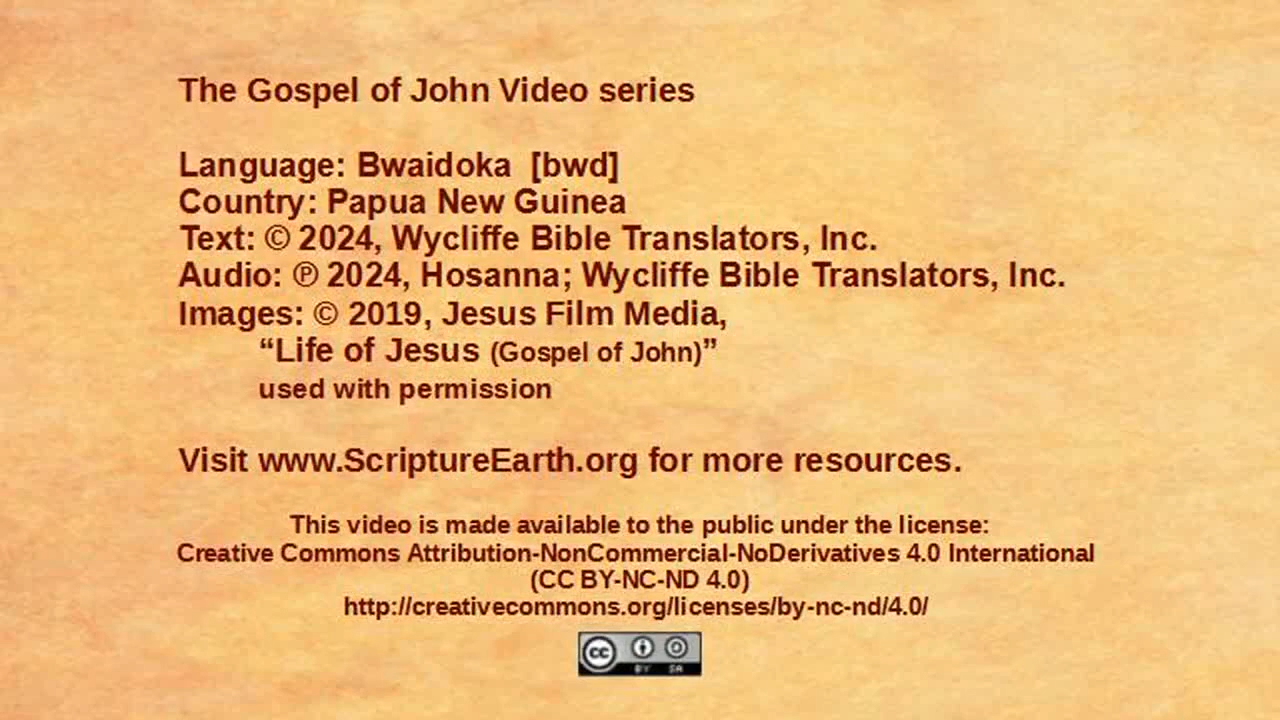 The Gospel of John Video series
Language: Bwaidoka [bwd]
Country: Papua New Guinea
Text: © 2024, Wycliffe Bible Translators, Inc.
Audio: ℗ 2024, Hosanna; Wycliffe Bible Translators, Inc.
Images: © 2019, Jesus Film Media,
“Life of Jesus (Gospel of John)”
used with permission
Visit www.ScriptureEarth.org for more resources.
This video is made available to the public under the license:
Creative Commons Attribution-NonCommercial-NoDerivatives 4.0 International
(CC BY-NC-ND 4.0)
http://creativecommons.org/licenses/by-nc-nd/4.0/
cc BY SA